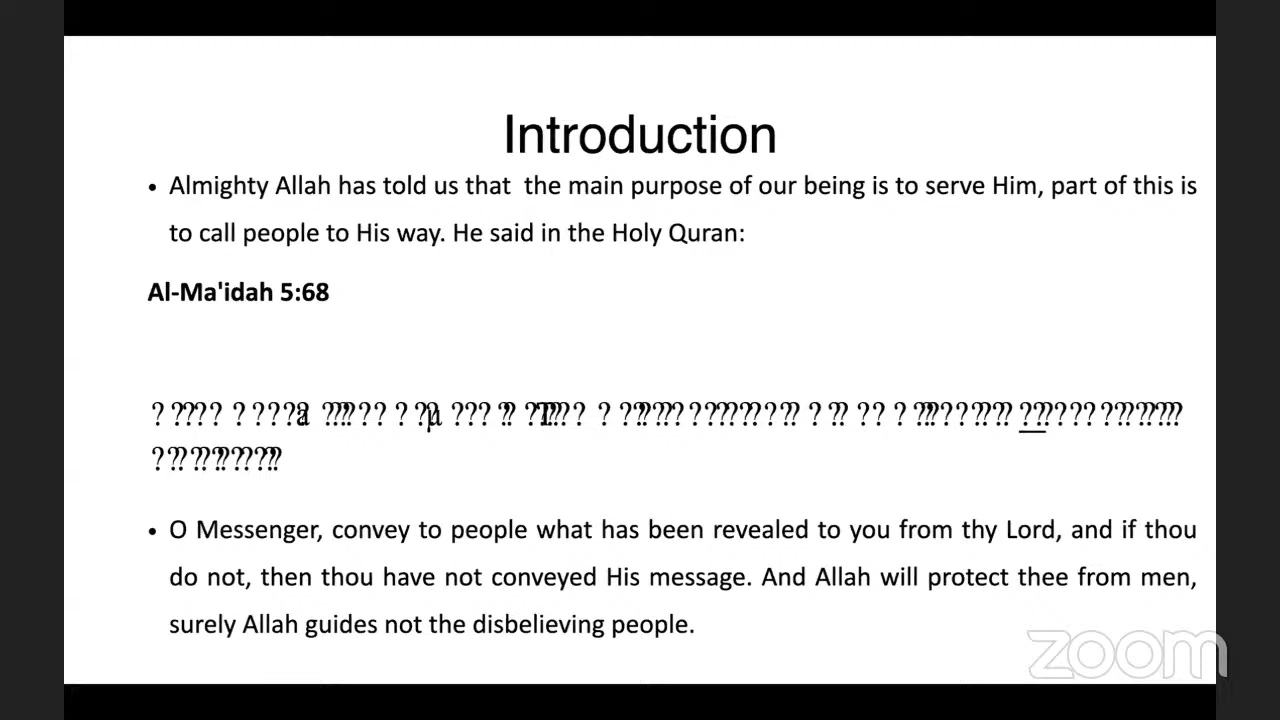 Introduction
• Almighty Allah has told us that the main purpose of our being is to serve Him, part of this is
to call people to His way. He said in the Holy Quran:
Al-Ma'idah 5:68
• O Messenger, convey to people what has been revealed to you from thy Lord, and if thou
do not, then thou have not conveyed His message. And Allah will protect thee from men,
surely Allah guides not the disbelieving people.
zoom